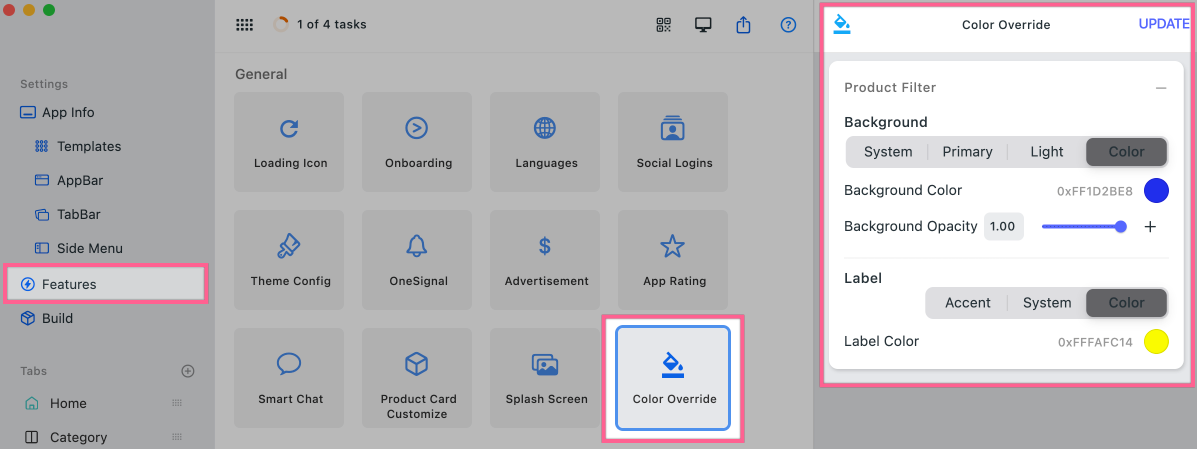 1 of 4 tasks
Settings
App Info
Templates
AppBar
TabBar
Side Menu
Features
Build
Tabs
Home
Category
General
Loading Icon
Onboarding
Languages
Social Logins
Theme Config
OneSignal
Advertisement
App Rating
Smart Chat
Product Card
Customize
Splash Screen
Color Override
Color Override UPDATE
Product Filter
Background
System Primary Light Color
Background Color 0xFF1D2BE8
Background Opacity 1.00
Label
Accent System Color
Label Color 0xFFFAFC14